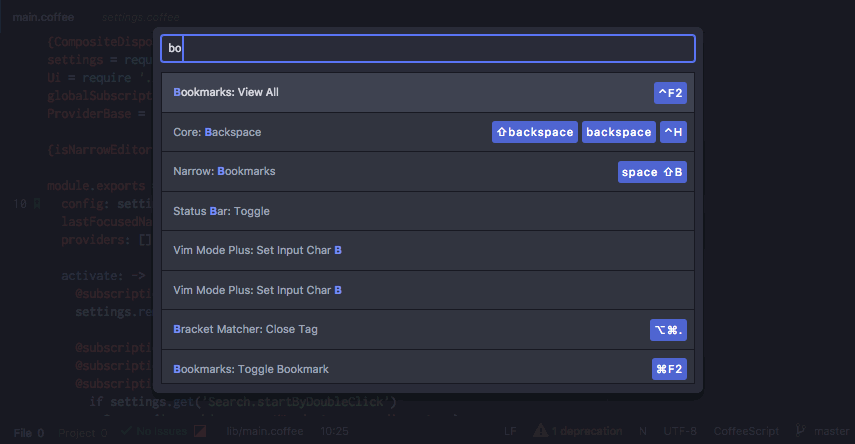 main.coffee settings.coffee
{CompositeDispo
bo
settings = requ
Ui = require '.
globalSubscript
Bookmarks: View All ^F2
ProviderBase =
Core: Backspace ⇧backspace backspace ^H
{isNarrowEditor
Narrow: Bookmarks space ⇧B
module.exports
10 config: setti
Status Bar: Toggle
lastFocusedNa
providers: []
Vim Mode Plus: Set Input Char B
activate: ->
@subscripti
Vim Mode Plus: Set Input Char B
settings.re
Bracket Matcher: Close Tag ⌥⌘.
@subscripti
@subscripti
Bookmarks: Toggle Bookmark ⌘F2
@subscripti
if settings.get('Search.startByDoubleClick')
File 0 Project 0 ✓ No Issues lib/main.coffee 10:25 LF 1 deprecation N UTF-8 CoffeeScript master